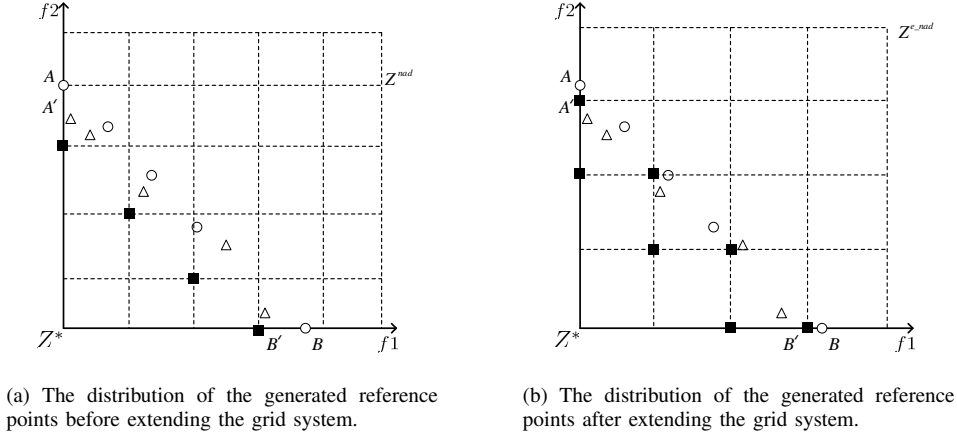 f2
A
A′
Z^nad
Z*
B′ B f1
(a) The distribution of the generated reference
points before extending the grid system.
f2
Z^e_nad
A
A′
Z*
B′ B f1
(b) The distribution of the generated reference
points after extending the grid system.